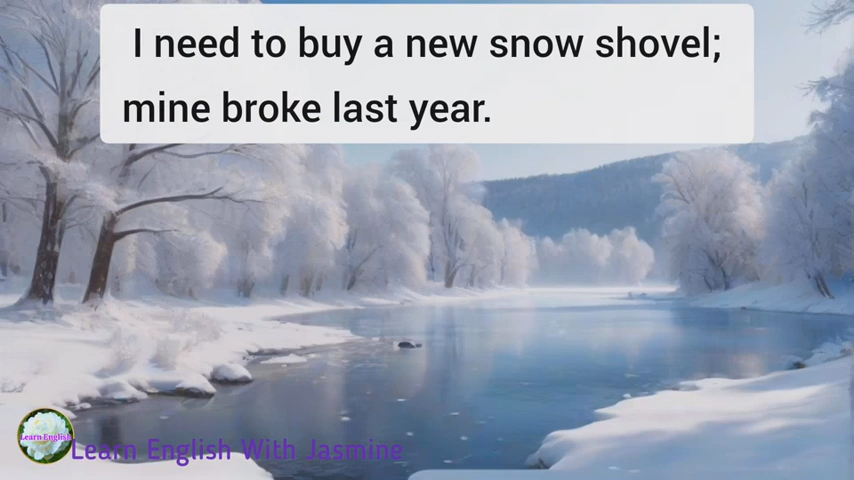 I need to buy a new snow shovel;
mine broke last year.
Learn English
Learn English With Jasmine